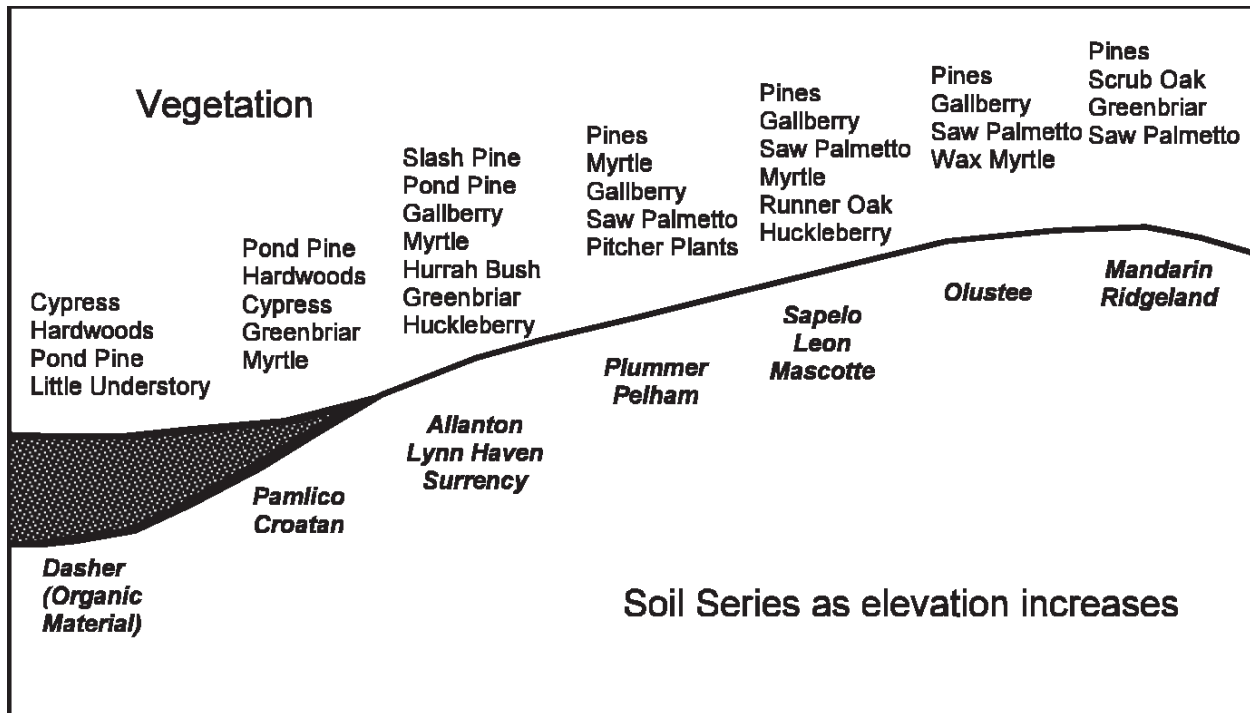 Vegetation
Cypress
Hardwoods
Pond Pine
Little Understory
Pond Pine
Hardwoods
Cypress
Greenbriar
Myrtle
Slash Pine
Pond Pine
Gallberry
Myrtle
Hurrah Bush
Greenbriar
Huckleberry
Pines
Myrtle
Gallberry
Saw Palmetto
Pitcher Plants
Pines
Gallberry
Saw Palmetto
Myrtle
Runner Oak
Huckleberry
Pines
Gallberry
Saw Palmetto
Wax Myrtle
Pines
Scrub Oak
Greenbriar
Saw Palmetto
Dasher
(Organic
Material)
Pamlico
Croatan
Allanton
Lynn Haven
Surrency
Plummer
Pelham
Sapelo
Leon
Mascotte
Olustee
Mandarin
Ridgeland
Soil Series as elevation increases